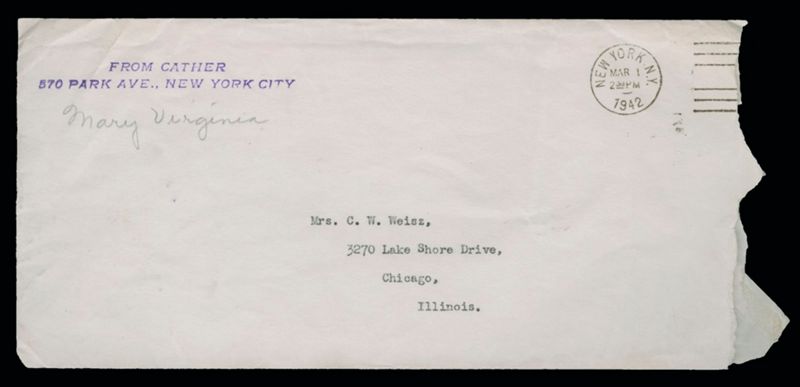 FROM CATHER
570 PARK AVE., NEW YORK CITY
Mary Virginia
NEW YORK, N.Y.
MAR 1
PM
1942
Mrs. C. W. Weisz,
3270 Lake Shore Drive,
Chicago,
Illinois.